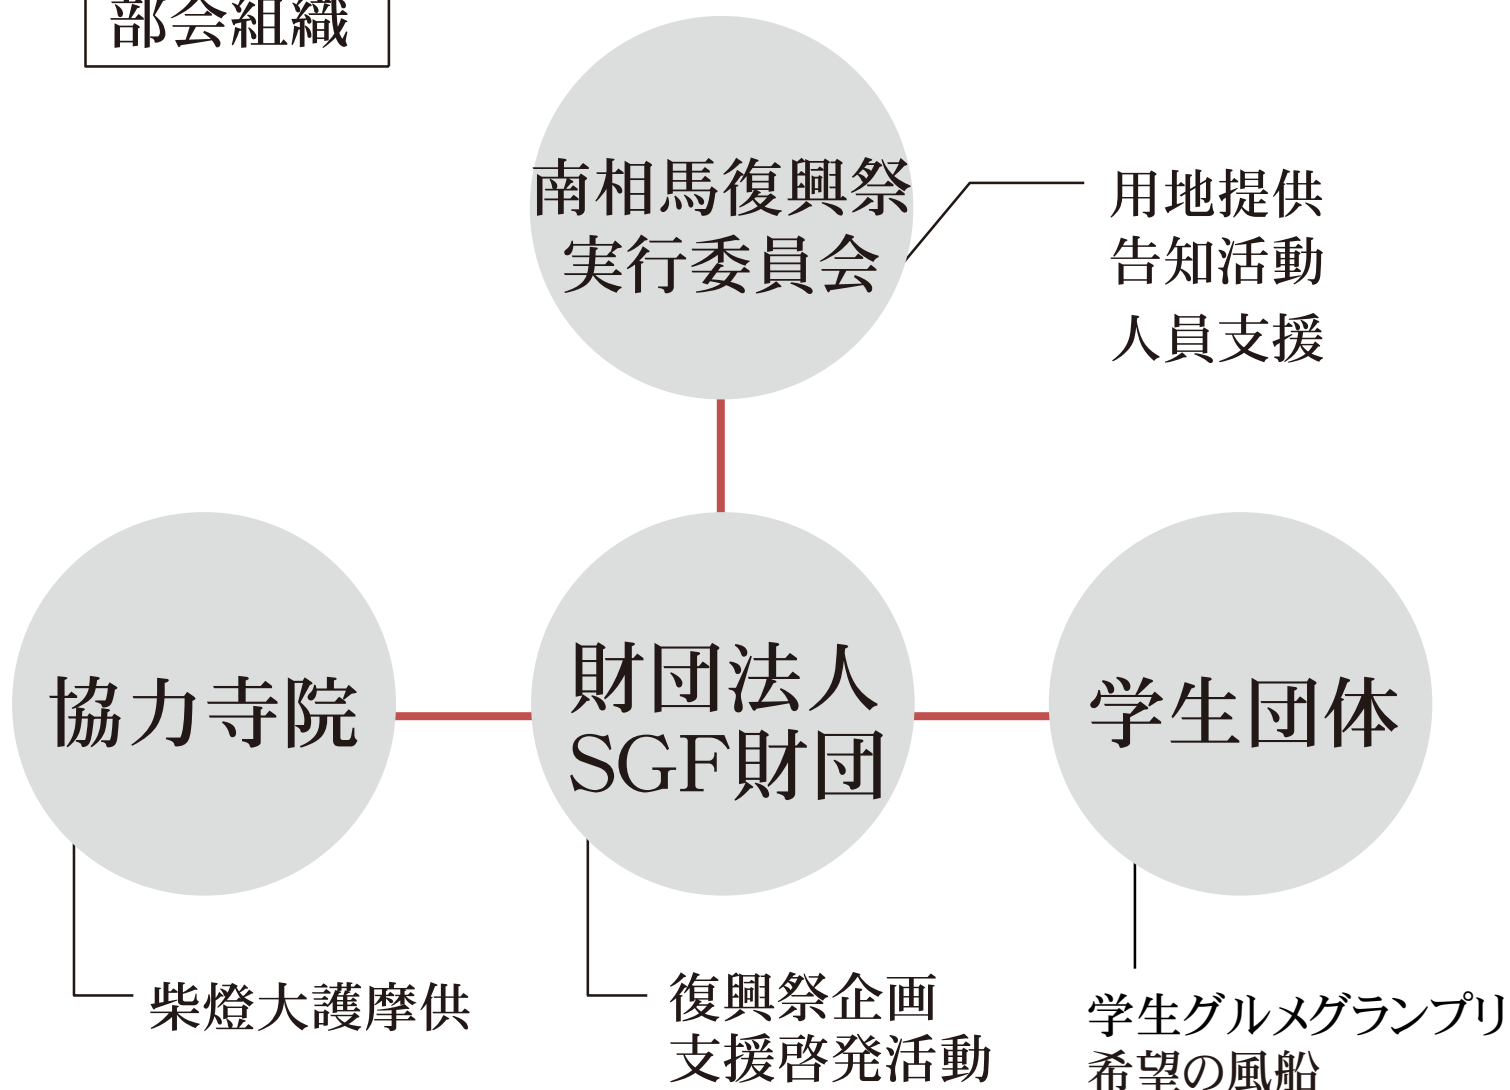 部会組織
南相馬復興祭
実行委員会
用地提供
告知活動
人員支援
協力寺院
財団法人
SGF財団
学生団体
柴燈大護摩供
復興祭企画
支援啓発活動
学生グルメグランプリ
希望の風船